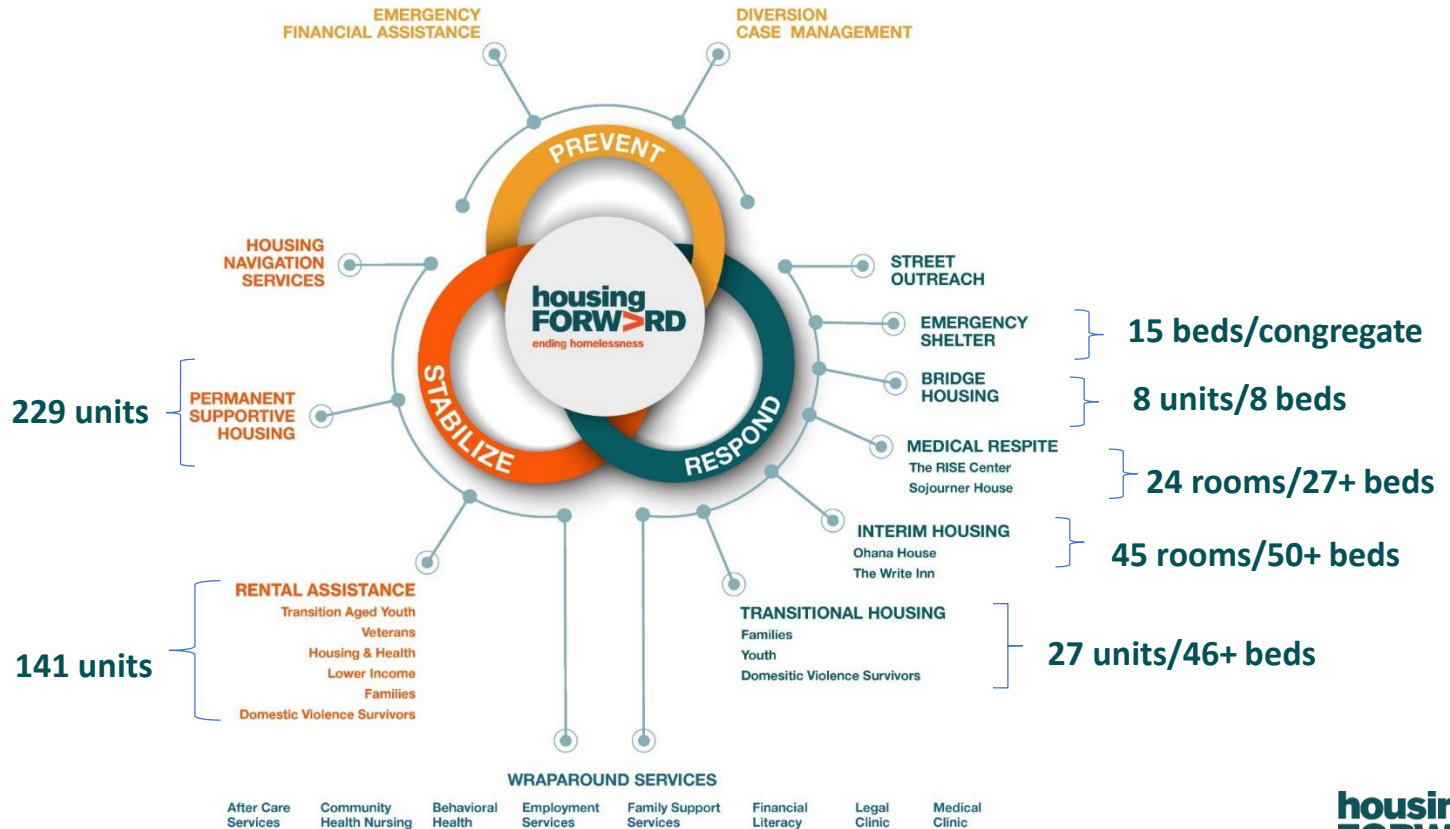 EMERGENCY
FINANCIAL ASSISTANCE
DIVERSION
CASE MANAGEMENT
PREVENT
HOUSING
NAVIGATION
SERVICES
STREET
OUTREACH
housing
FORW>RD
ending homelessness
EMERGENCY
SHELTER
15 beds/congregate
BRIDGE
HOUSING
8 units/8 beds
229 units
PERMANENT
SUPPORTIVE
HOUSING
STABILIZE
RESPOND
MEDICAL RESPITE
The RISE Center
Sojourner House
24 rooms/27+ beds
INTERIM HOUSING
Ohana House
The Write Inn
45 rooms/50+ beds
RENTAL ASSISTANCE
Transition Aged Youth
Veterans
Housing & Health
Lower Income
Families
Domestic Violence Survivors
141 units
TRANSITIONAL HOUSING
Families
Youth
Domesitic Violence Survivors
27 units/46+ beds
WRAPAROUND SERVICES
After Care
Services
Community
Health Nursing
Behavioral
Health
Employment
Services
Family Support
Services
Financial
Literacy
Legal
Clinic
Medical
Clinic